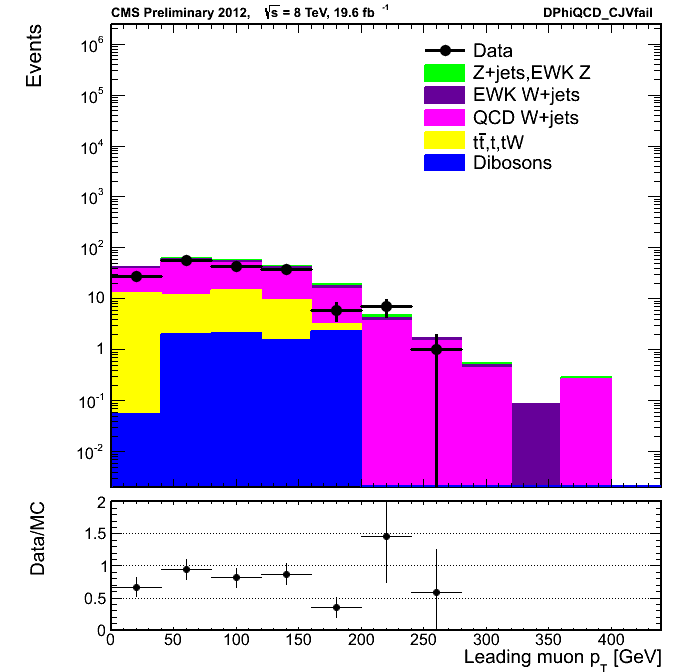 CMS Preliminary 2012, √s = 8 TeV, 19.6 fb⁻¹ DPhiQCD_CJVfail
Events
10⁶
10⁵
10⁴
10³
10²
10
1
10⁻¹
10⁻²
Data
Z+jets,EWK Z
EWK W+jets
QCD W+jets
tt̅,t,tW
Dibosons
Data/MC
2
1.5
1
0.5
0
0 50 100 150 200 250 300 350 400
Leading muon p_T [GeV]